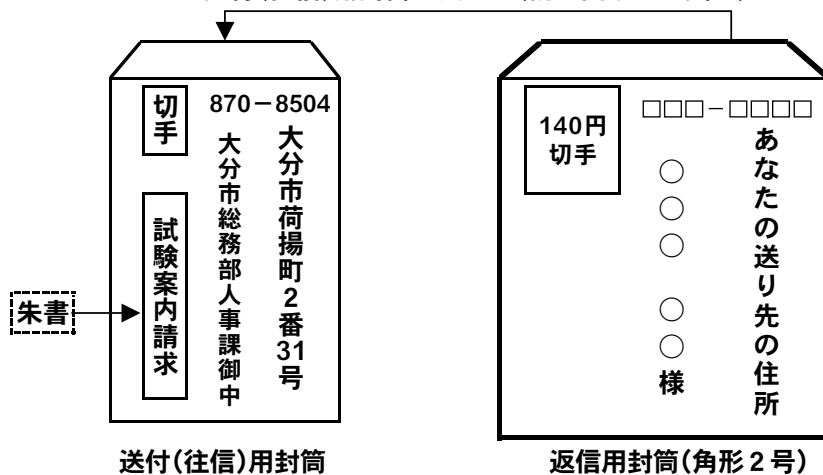 切手
870－8504
大分市荷揚町2番31号
大分市総務部人事課御中
試験案内請求
朱書
送付(往信)用封筒
140円
切手
□□□－□□□□
あなたの送り先の住所
○○○ ○○様
返信用封筒(角形2号)